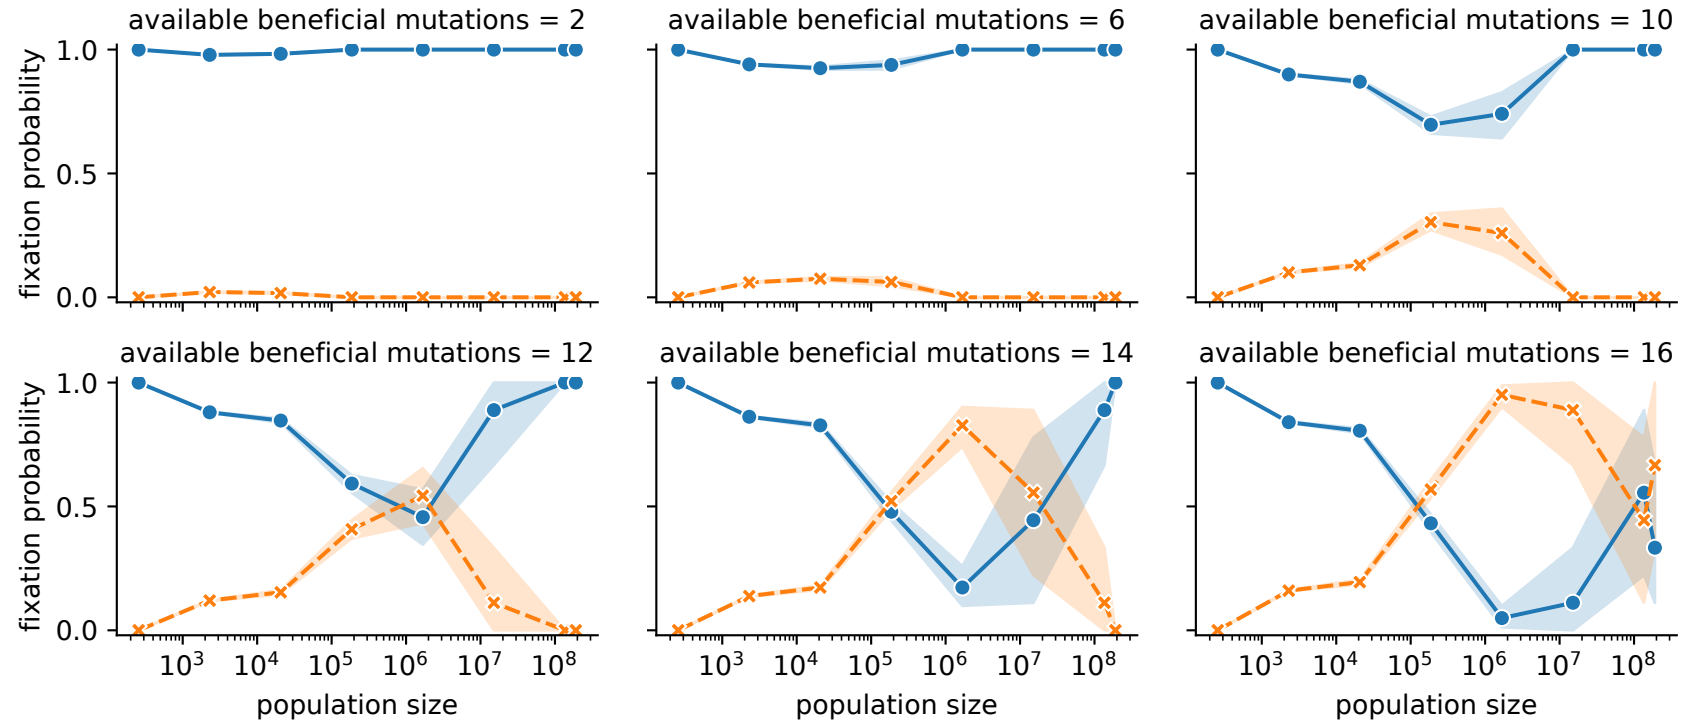 available beneficial mutations = 2
available beneficial mutations = 6
available beneficial mutations = 10
fixation probability
1.0
0.5
0.0
available beneficial mutations = 12
available beneficial mutations = 14
available beneficial mutations = 16
fixation probability
1.0
0.5
0.0
10³ 10⁴ 10⁵ 10⁶ 10⁷ 10⁸
10³ 10⁴ 10⁵ 10⁶ 10⁷ 10⁸
10³ 10⁴ 10⁵ 10⁶ 10⁷ 10⁸
population size
population size
population size